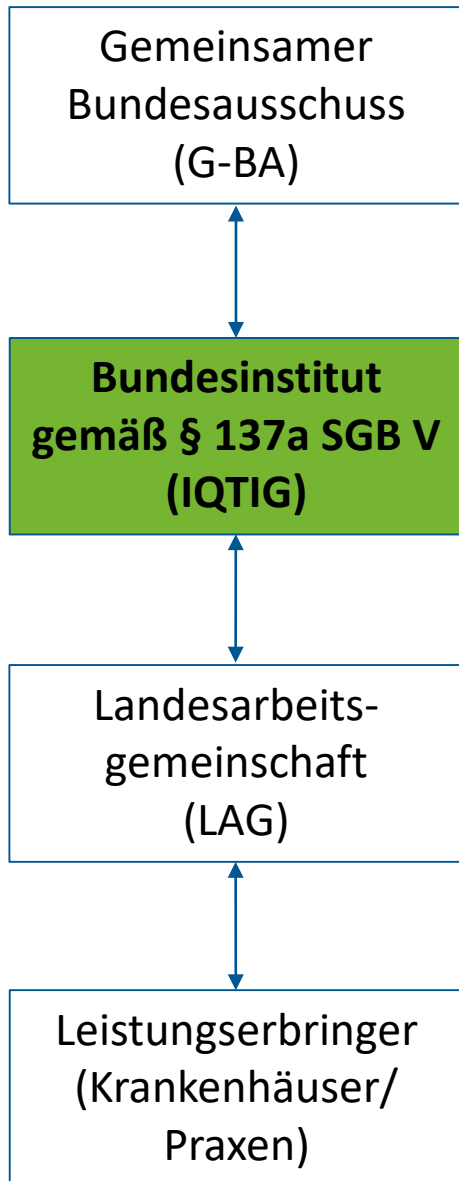 Gemeinsamer
Bundesausschuss
(G-BA)
Bundesinstitut
gemäß § 137a SGB V
(IQTIG)
Landesarbeits-
gemeinschaft
(LAG)
Leistungserbringer
(Krankenhäuser/
Praxen)